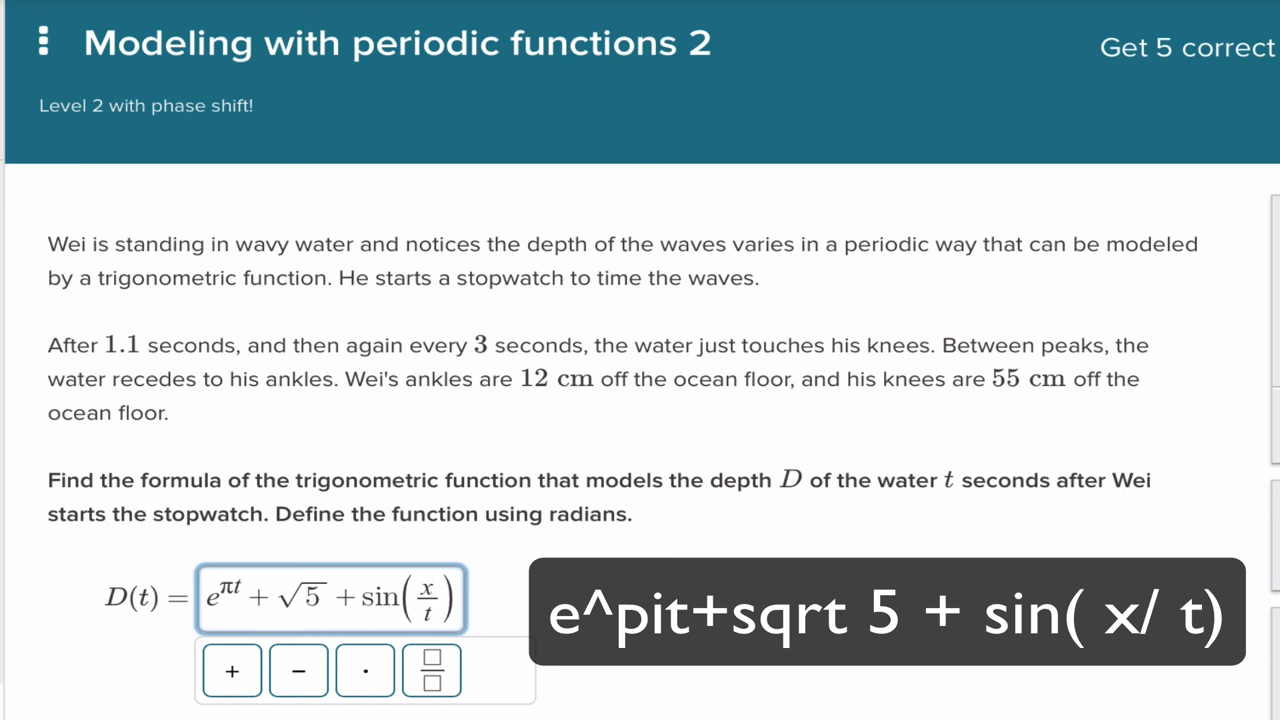 Modeling with periodic functions 2
Get 5 correct
Level 2 with phase shift!
Wei is standing in wavy water and notices the depth of the waves varies in a periodic way that can be modeled
by a trigonometric function. He starts a stopwatch to time the waves.
After 1.1 seconds, and then again every 3 seconds, the water just touches his knees. Between peaks, the
water recedes to his ankles. Wei's ankles are 12 cm off the ocean floor, and his knees are 55 cm off the
ocean floor.
Find the formula of the trigonometric function that models the depth D of the water t seconds after Wei
starts the stopwatch. Define the function using radians.
D(t) = e^πt + √5 + sin(x/t)
e^pit+sqrt 5 + sin( x/ t)
+ − ·